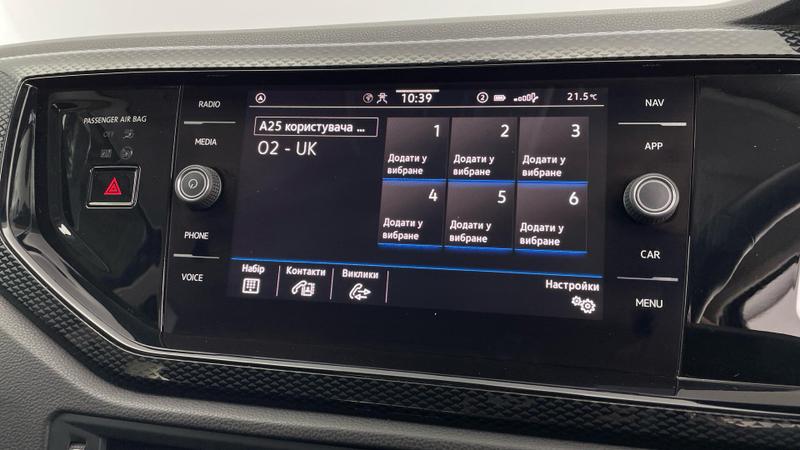 PASSENGER AIR BAG
OFF
RADIO
MEDIA
PHONE
VOICE
10:39
2
21.5°C
A25 користувача ...
O2 - UK
1
Додати у
вибране
2
Додати у
вибране
3
Додати у
вибране
4
Додати у
вибране
5
Додати у
вибране
6
Додати у
вибране
Набір
Контакти
Виклики
Настройки
NAV
APP
CAR
MENU